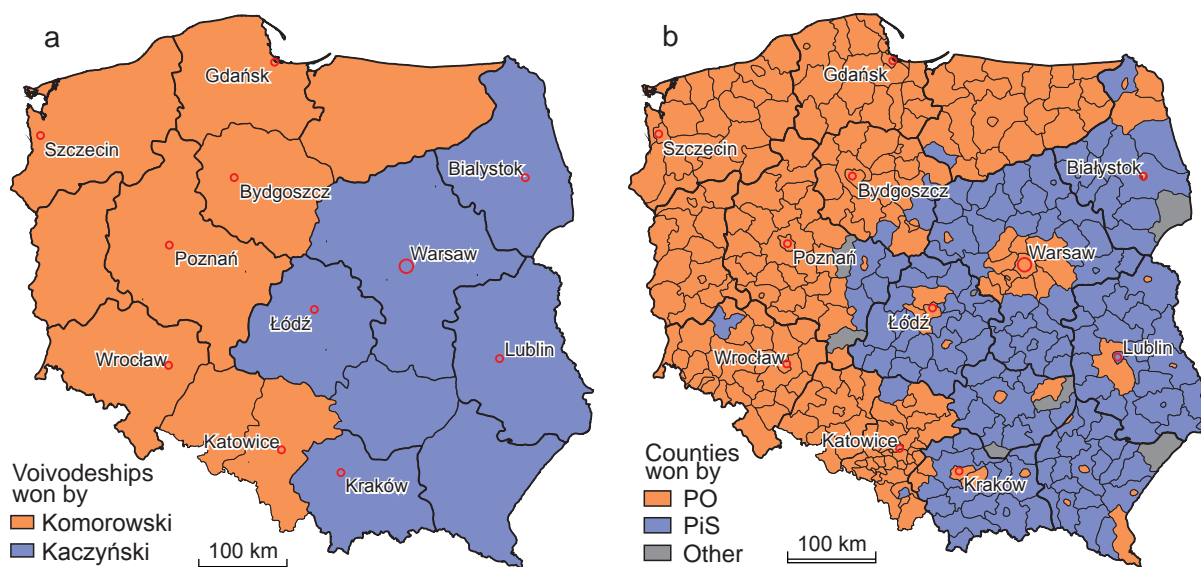 a
Gdańsk
Szczecin
Białystok
Bydgoszcz
Poznań
Warsaw
Łódź
Wrocław
Lublin
Katowice
Kraków
Voivodeships
won by
Komorowski
Kaczyński
100 km
b
Gdańsk
Szczęcin
Białystok
Bydgoszcz
Poznań
Warsaw
Łódź
Wrocław
Lublin
Katowice
Kraków
Counties
won by
PO
PiS
Other
100 km